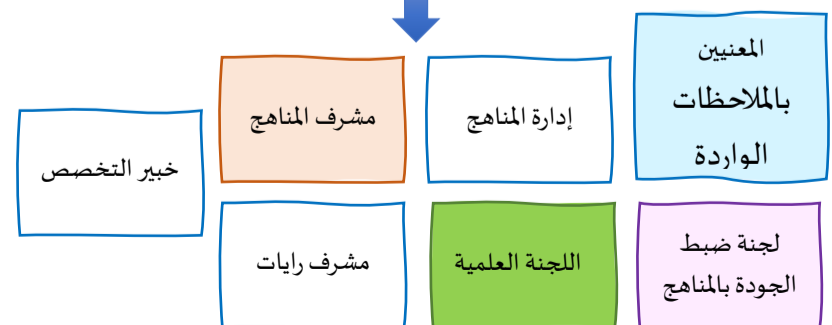 المعنيين
بالملاحظات
الواردة
إدارة المناهج
مشرف المناهج
خبير التخصص
لجنة ضبط
الجودة بالمناهج
اللجنة العلمية
مشرف رايات